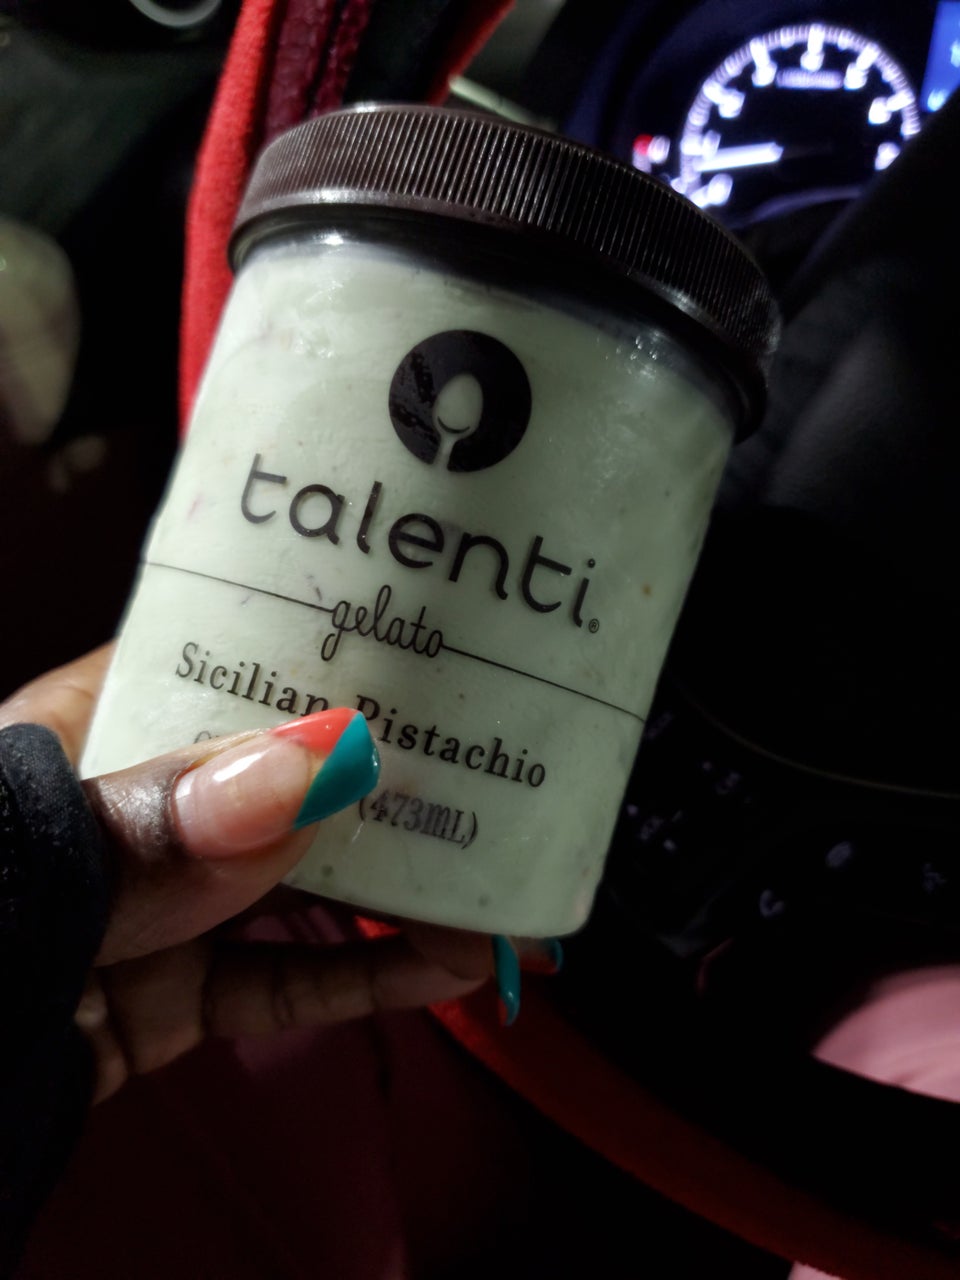 talenti®
gelato
Sicilian Pistachio
(473mL)